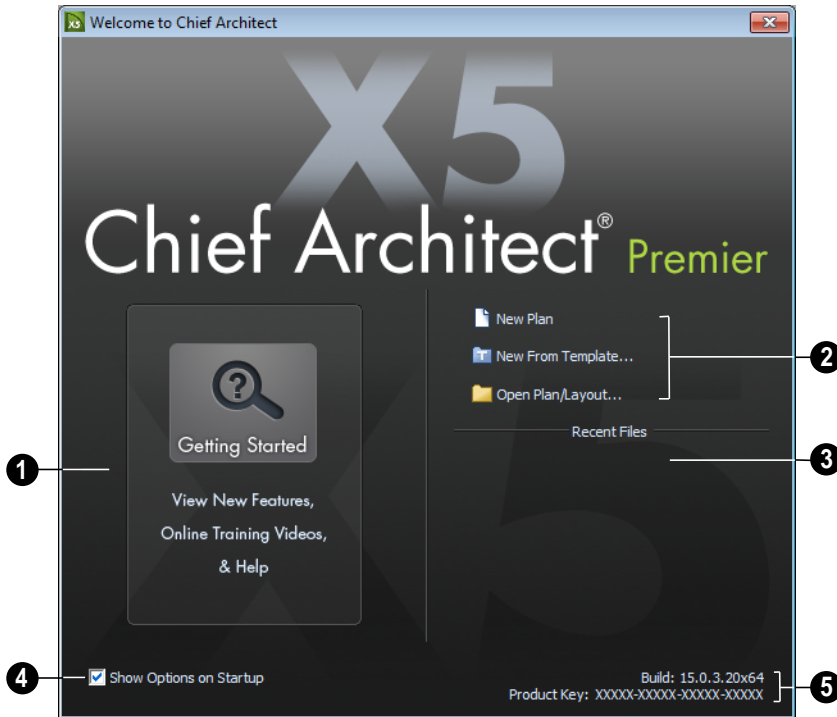 X5
Welcome to Chief Architect
X5
Chief Architect® Premier
New Plan
T
New From Template...
2
Open Plan/Layout...
Recent Files
?
Getting Started
1
3
View New Features,
Online Training Videos,
& Help
4
Show Options on Startup
Build: 15.0.3.20x64
5
Product Key: XXXXX-XXXXX-XXXXX-XXXXX